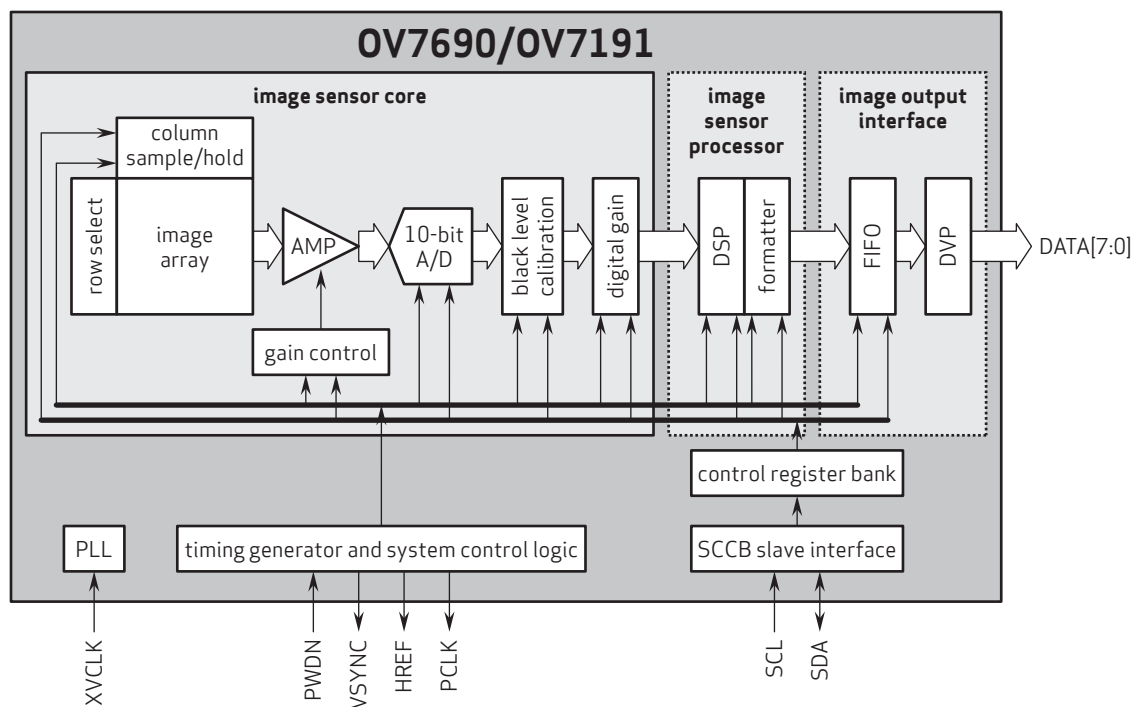 OV7690/OV7191
image sensor core
image
sensor
processor
image output
interface
column
sample/hold
row select
image
array
AMP
10-bit
A/D
black level
calibration
digital gain
DSP
formatter
FIFO
DVP
DATA[7:0]
gain control
control register bank
PLL
timing generator and system control logic
SCCB slave interface
XVCLK
PWDN
VSYNC
HREF
PCLK
SCL
SDA